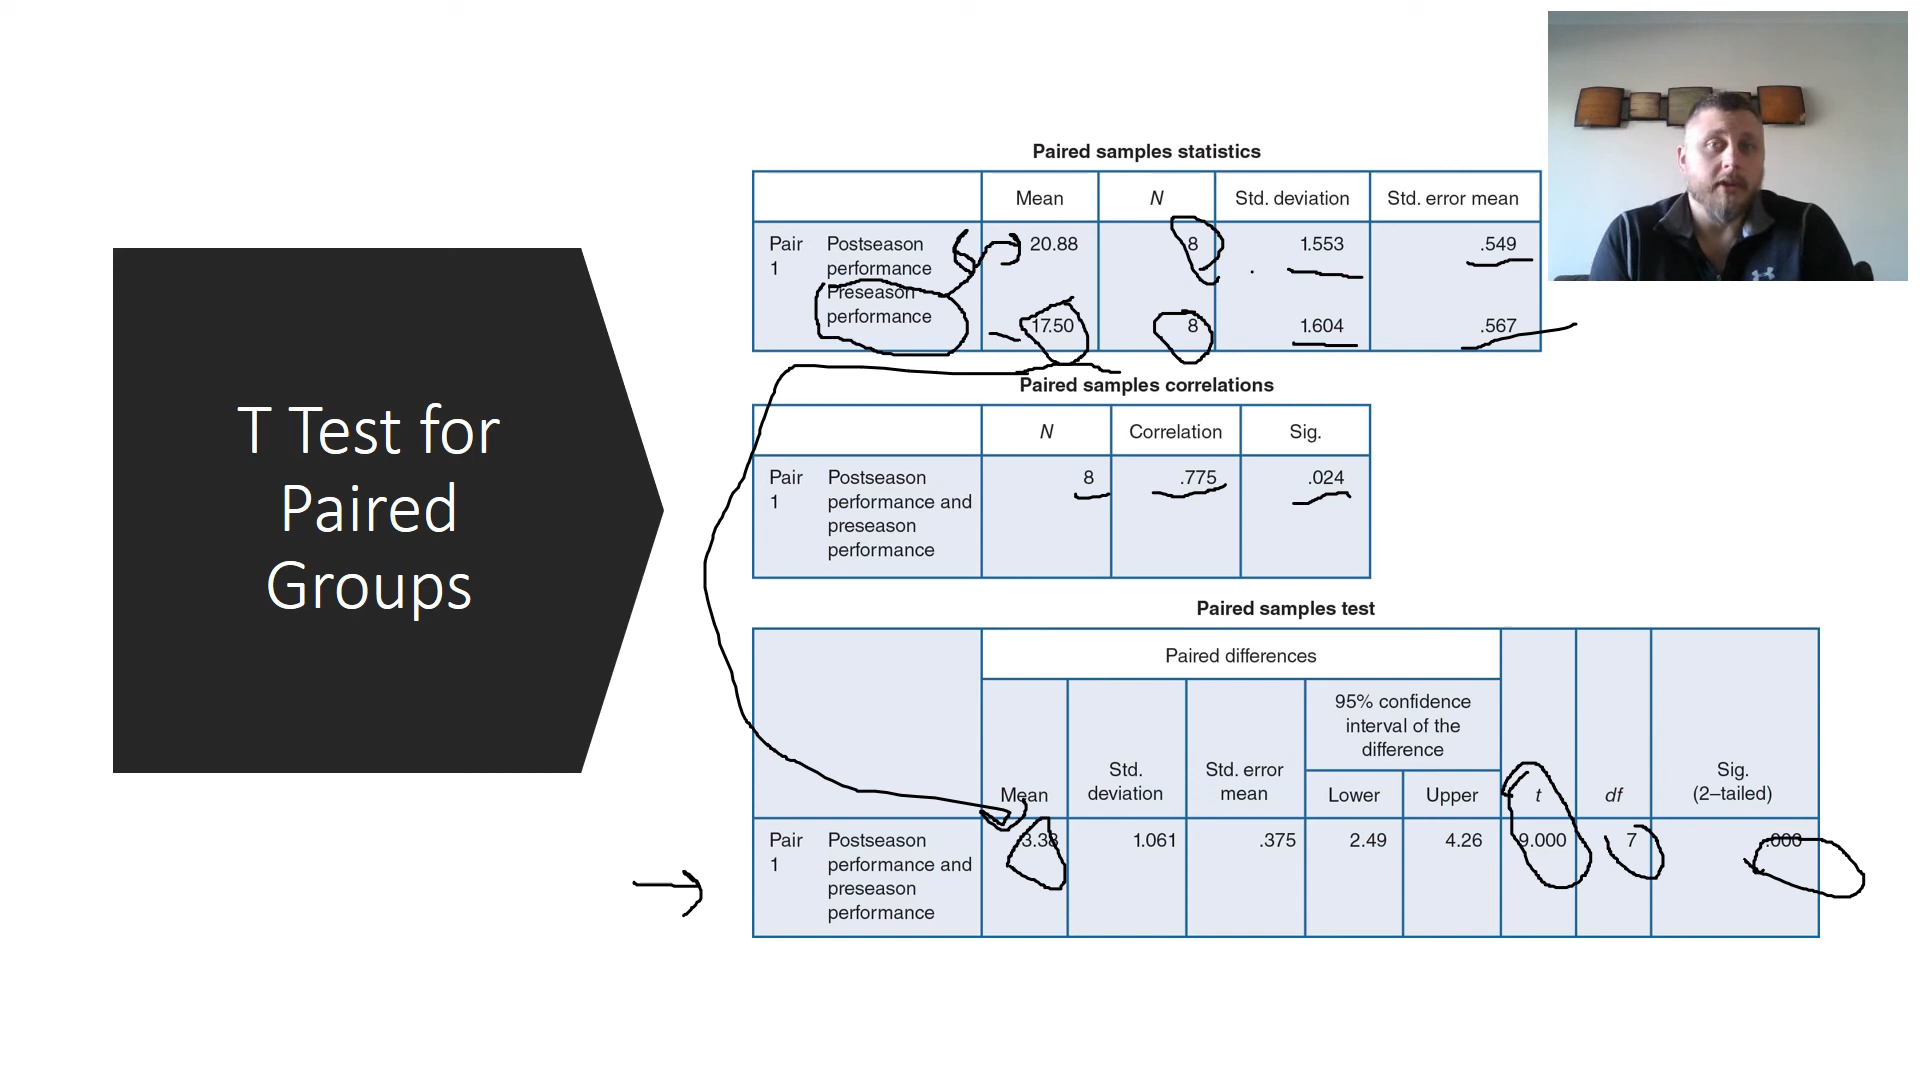 T Test for
Paired
Groups
Paired samples statistics
Mean N Std. deviation Std. error mean
Pair 1 Postseason performance 20.88 8 1.553 .549
Preseason performance 17.50 8 1.604 .567
Paired samples correlations
N Correlation Sig.
Pair 1 Postseason performance and preseason performance 8 .775 .024
Paired samples test
Paired differences
95% confidence interval of the difference
Mean Std. deviation Std. error mean Lower Upper t df Sig. (2–tailed)
Pair 1 Postseason performance and preseason performance 3.38 1.061 .375 2.49 4.26 9.000 7 .000